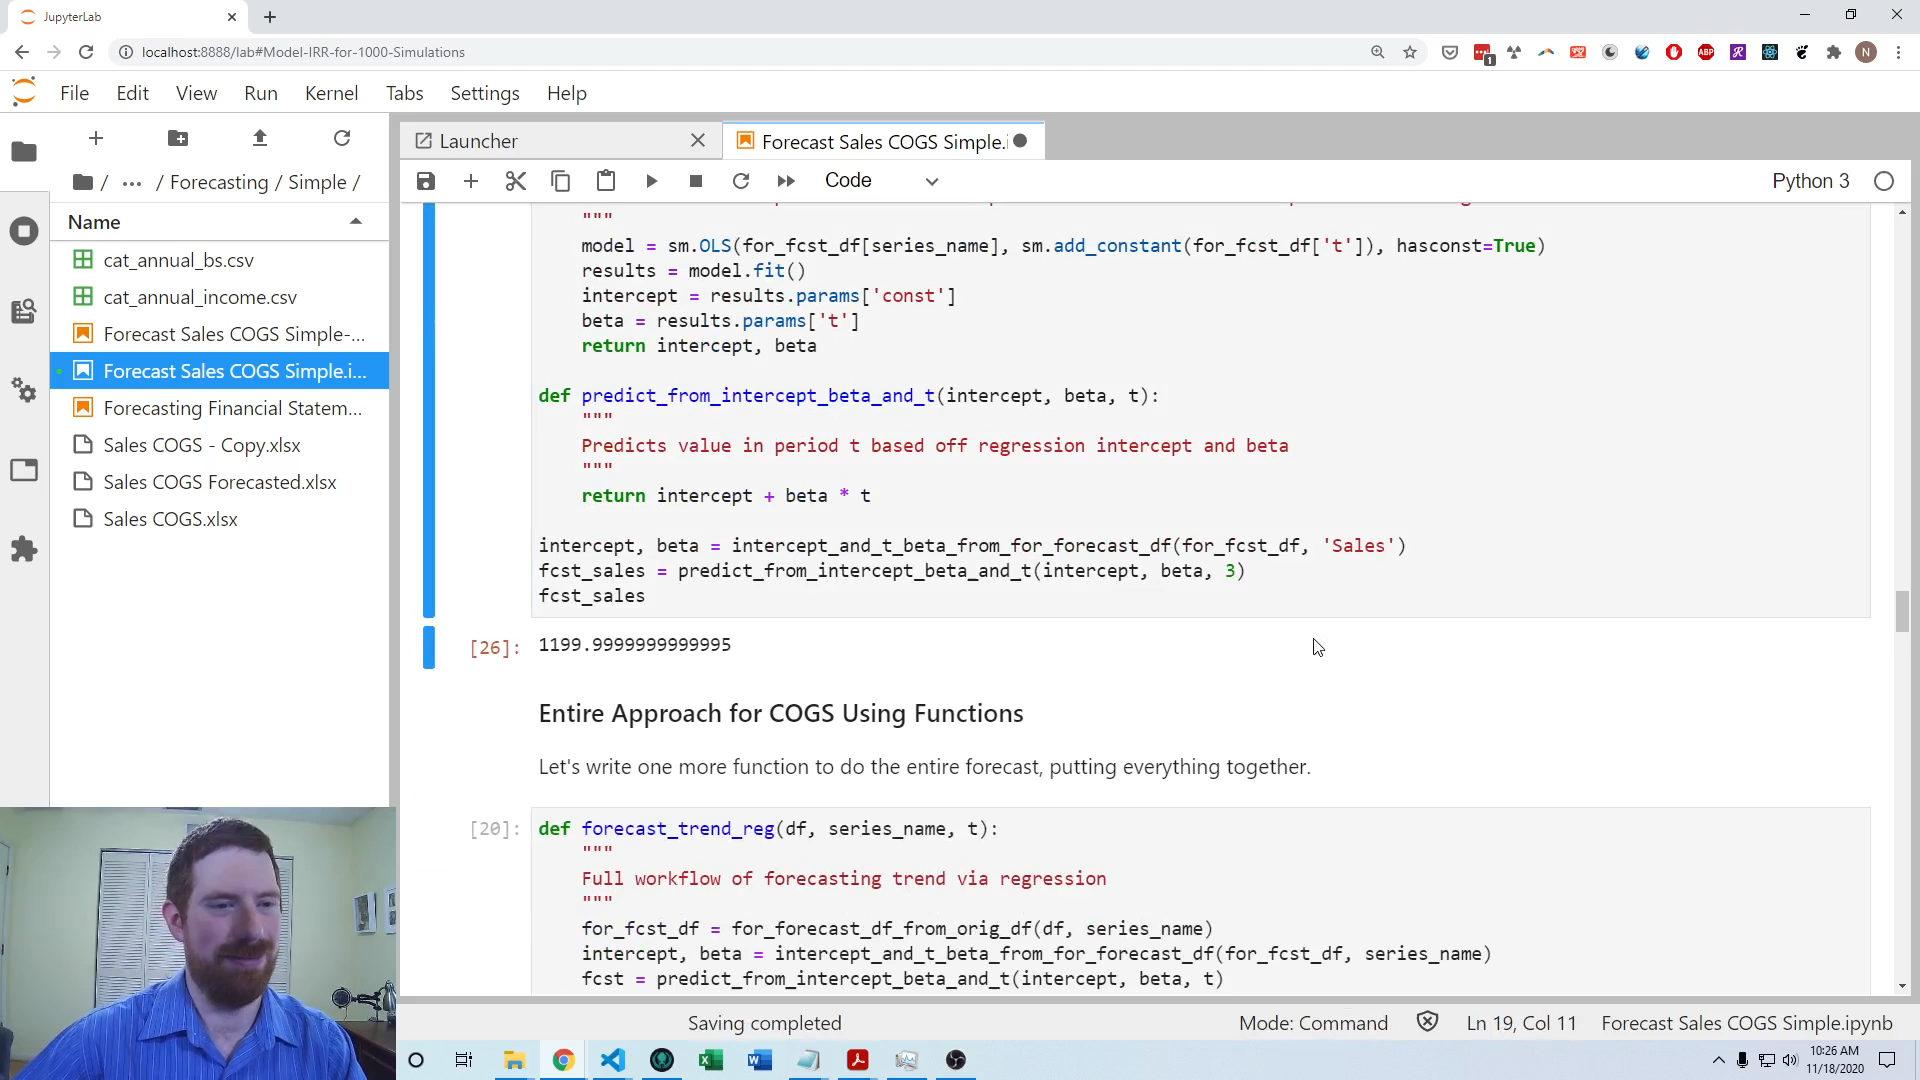 JupyterLab
localhost:8888/lab#Model-IRR-for-1000-Simulations
1
ABP
R
N
File Edit View Run Kernel Tabs Settings Help
Launcher
Forecast Sales COGS Simple.i
/ ... / Forecasting / Simple /
Code
Python 3
Name
cat_annual_bs.csv
cat_annual_income.csv
Forecast Sales COGS Simple-...
Forecast Sales COGS Simple.i...
Forecasting Financial Statem...
Sales COGS - Copy.xlsx
Sales COGS Forecasted.xlsx
Sales COGS.xlsx
"""
model = sm.OLS(for_fcst_df[series_name], sm.add_constant(for_fcst_df['t']), hasconst=True)
results = model.fit()
intercept = results.params['const']
beta = results.params['t']
return intercept, beta
def predict_from_intercept_beta_and_t(intercept, beta, t):
"""
Predicts value in period t based off regression intercept and beta
"""
return intercept + beta * t
intercept, beta = intercept_and_t_beta_from_for_forecast_df(for_fcst_df, 'Sales')
fcst_sales = predict_from_intercept_beta_and_t(intercept, beta, 3)
fcst_sales
[26]: 1199.9999999999995
Entire Approach for COGS Using Functions
Let's write one more function to do the entire forecast, putting everything together.
[20]: def forecast_trend_reg(df, series_name, t):
"""
Full workflow of forecasting trend via regression
"""
for_fcst_df = for_forecast_df_from_orig_df(df, series_name)
intercept, beta = intercept_and_t_beta_from_for_forecast_df(for_fcst_df, series_name)
fcst = predict_from_intercept_beta_and_t(intercept, beta, t)
Saving completed
Mode: Command
Ln 19, Col 11
Forecast Sales COGS Simple.ipynb
10:26 AM
11/18/2020